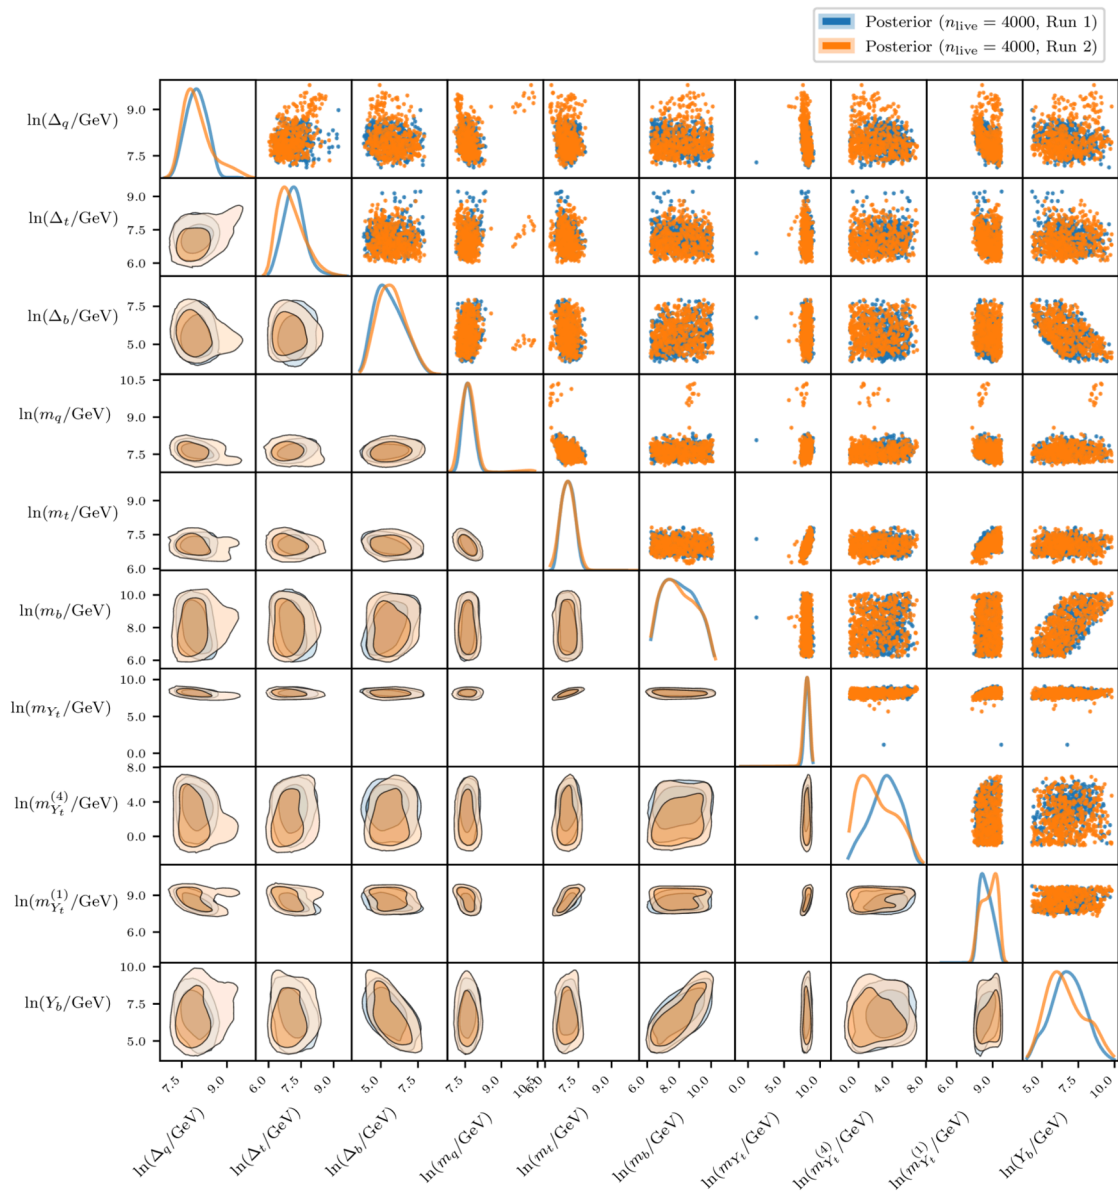 Posterior (n_live = 4000, Run 1)
Posterior (n_live = 4000, Run 2)
ln(Δ_q/GeV)
9.0
7.5
ln(Δ_t/GeV)
9.0
7.5
6.0
ln(Δ_b/GeV)
7.5
5.0
ln(m_q/GeV)
10.5
9.0
7.5
ln(m_t/GeV)
9.0
7.5
6.0
ln(m_b/GeV)
10.0
8.0
6.0
ln(m_{Y_t}/GeV)
10.0
5.0
0.0
ln(m_{Y_t}^{(4)}/GeV)
8.0
4.0
0.0
ln(m_{Y_t}^{(1)}/GeV)
9.0
6.0
ln(Y_b/GeV)
10.0
7.5
5.0
7.5 9.0 6.0 7.5 9.0 5.0 7.5 7.5 9.0 10.5 6.0 7.5 9.0 6.0 8.0 10.0 0.0 5.0 10.0 0.0 4.0 8.0 6.0 9.0 5.0 7.5 10.0
ln(Δ_q/GeV) ln(Δ_t/GeV) ln(Δ_b/GeV) ln(m_q/GeV) ln(m_t/GeV) ln(m_b/GeV) ln(m_{Y_t}/GeV) ln(m_{Y_t}^{(4)}/GeV) ln(m_{Y_t}^{(1)}/GeV) ln(Y_b/GeV)